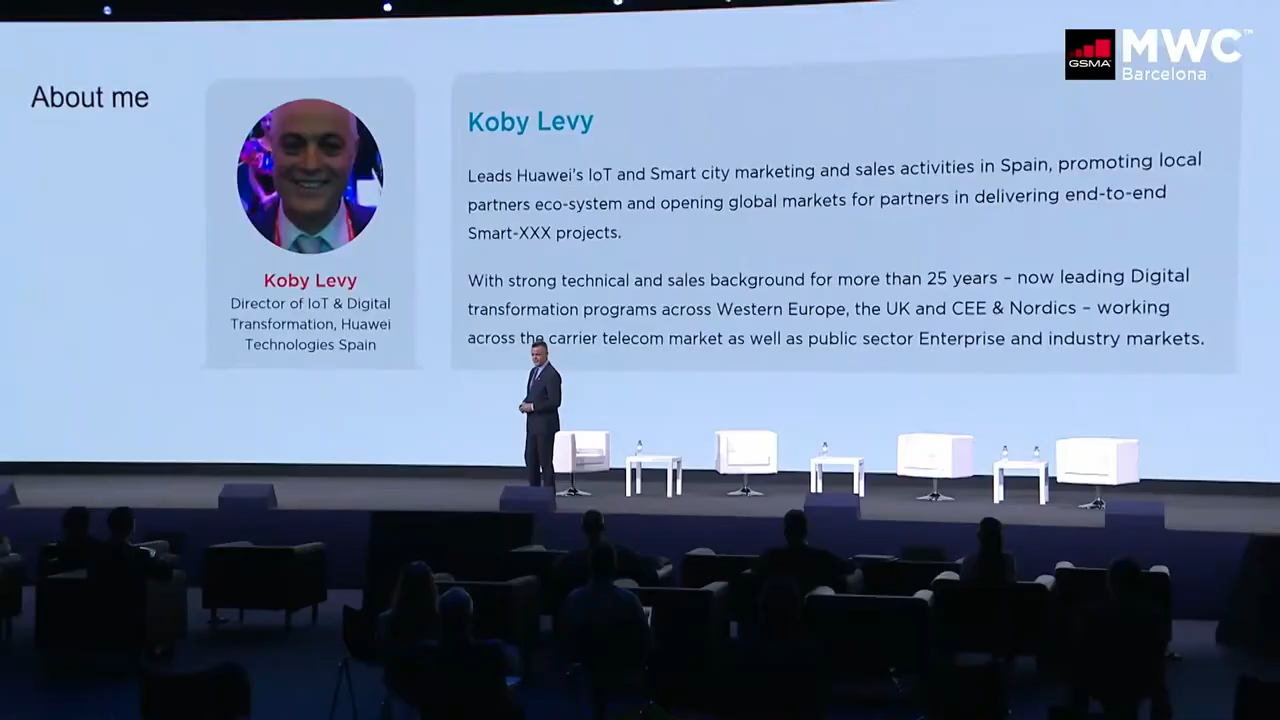 GSMA
MWC™
Barcelona
About me
Koby Levy
Director of IoT & Digital
Transformation, Huawei
Technologies Spain
Koby Levy
Leads Huawei's IoT and Smart city marketing and sales activities in Spain, promoting local
partners eco-system and opening global markets for partners in delivering end-to-end
Smart-XXX projects.
With strong technical and sales background for more than 25 years – now leading Digital
transformation programs across Western Europe, the UK and CEE & Nordics – working
across the carrier telecom market as well as public sector Enterprise and industry markets.